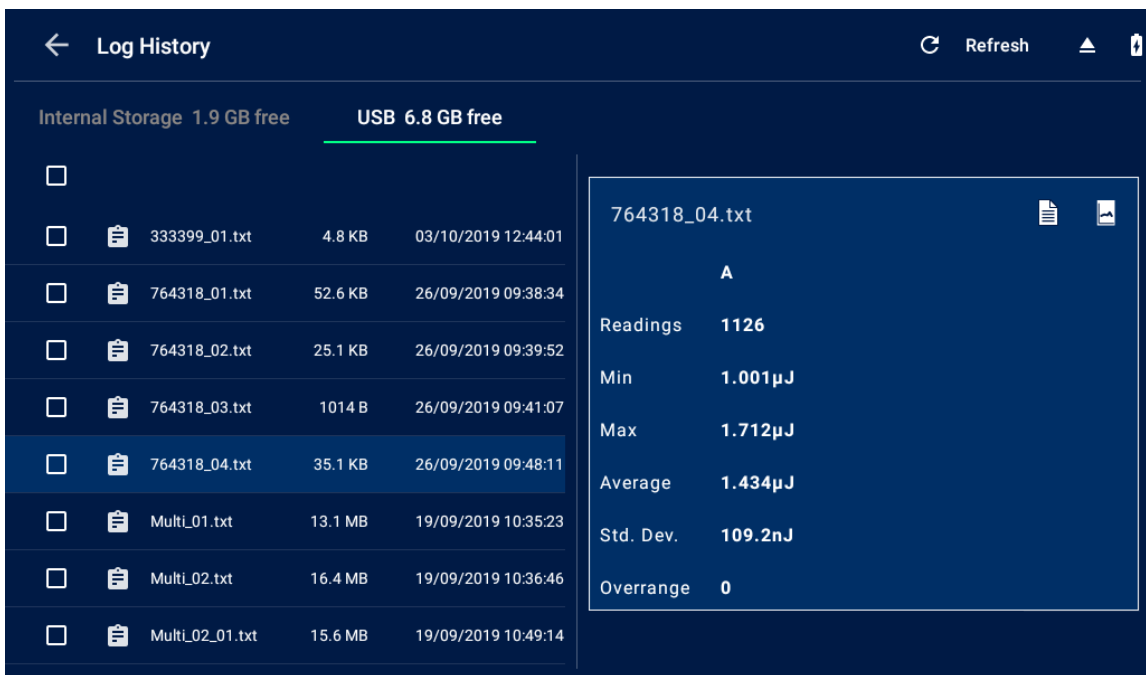 Log History
Refresh
Internal Storage 1.9 GB free
USB 6.8 GB free
333399_01.txt 4.8 KB 03/10/2019 12:44:01
764318_01.txt 52.6 KB 26/09/2019 09:38:34
764318_02.txt 25.1 KB 26/09/2019 09:39:52
764318_03.txt 1014 B 26/09/2019 09:41:07
764318_04.txt 35.1 KB 26/09/2019 09:48:11
Multi_01.txt 13.1 MB 19/09/2019 10:35:23
Multi_02.txt 16.4 MB 19/09/2019 10:36:46
Multi_02_01.txt 15.6 MB 19/09/2019 10:49:14
764318_04.txt
A
Readings 1126
Min 1.001µJ
Max 1.712µJ
Average 1.434µJ
Std. Dev. 109.2nJ
Overrange 0